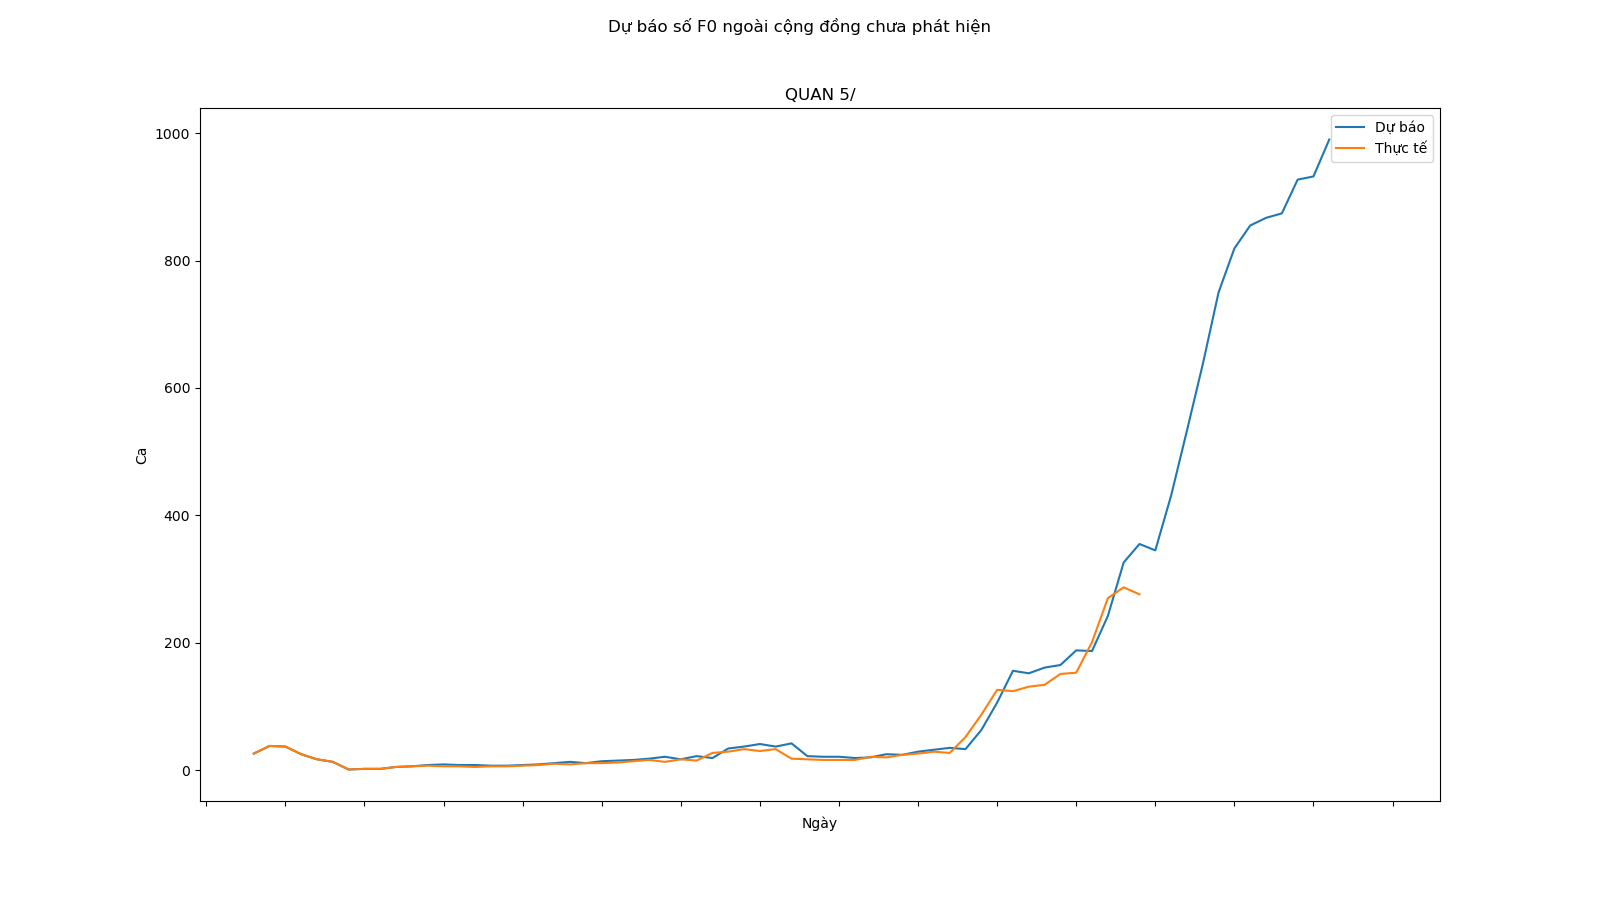 Dự báo số F0 ngoài cộng đồng chưa phát hiện
QUAN 5/
Dự báo
Thực tế
1000
800
600
400
200
0
Ca
Ngày